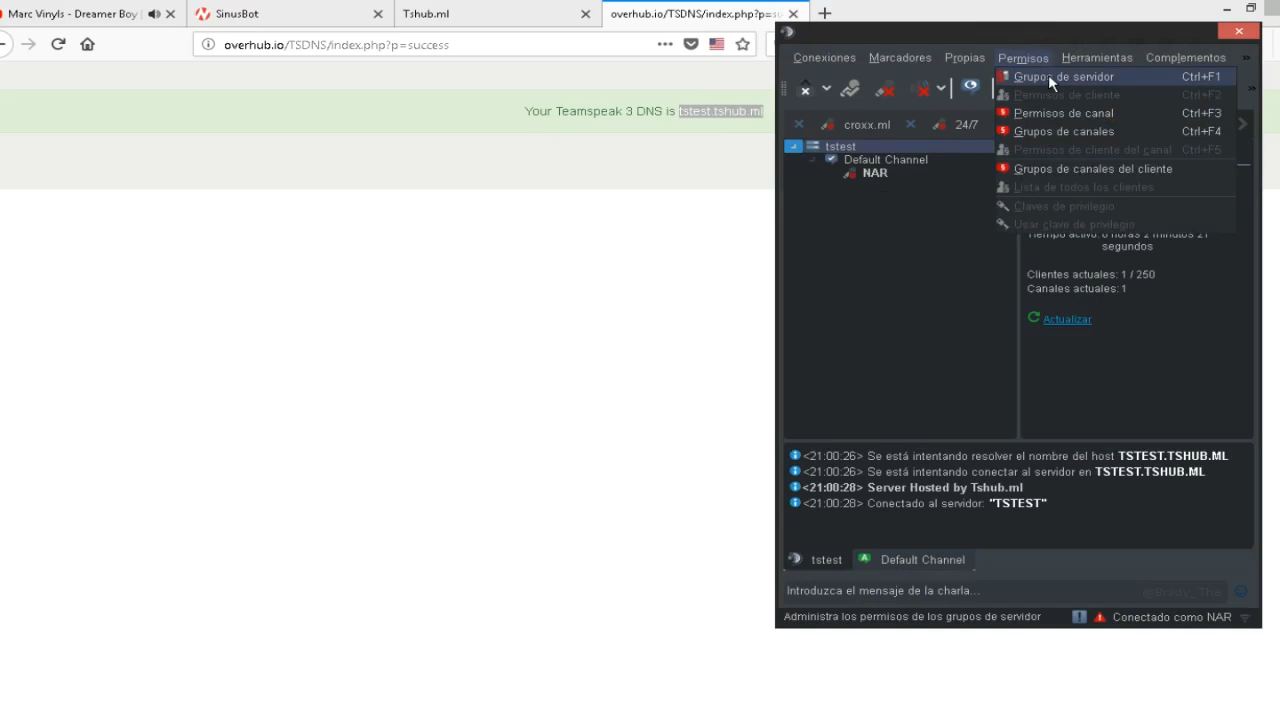 Marc Vinyls - Dreamer Boy
SinusBot
Tshub.ml
overhub.io/TSDNS/index.php?p=su
overhub.io/TSDNS/index.php?p=success
Your Teamspeak 3 DNS is tstest.tshub.ml
Conexiones Marcadores Propias Permisos Herramientas Complementos »
Grupos de servidor Ctrl+F1
Permisos de cliente Ctrl+F2
Permisos de canal Ctrl+F3
Grupos de canales Ctrl+F4
Permisos de cliente del canal Ctrl+F5
Grupos de canales del cliente
Lista de todos los clientes
Claves de privilegio
Usar clave de privilegio
croxx.ml
24/7
tstest
Default Channel
NAR
Tiempo activo: 0 horas 2 minutos 21
segundos
Clientes actuales: 1 / 250
Canales actuales: 1
Actualizar
<21:00:26> Se está intentando resolver el nombre del host TSTEST.TSHUB.ML
<21:00:26> Se está intentando conectar al servidor en TSTEST.TSHUB.ML
<21:00:28> Server Hosted by Tshub.ml
<21:00:28> Conectado al servidor: "TSTEST"
tstest
Default Channel
Introduzca el mensaje de la charla...
@Brady_The
Administra los permisos de los grupos de servidor
Conectado como NAR